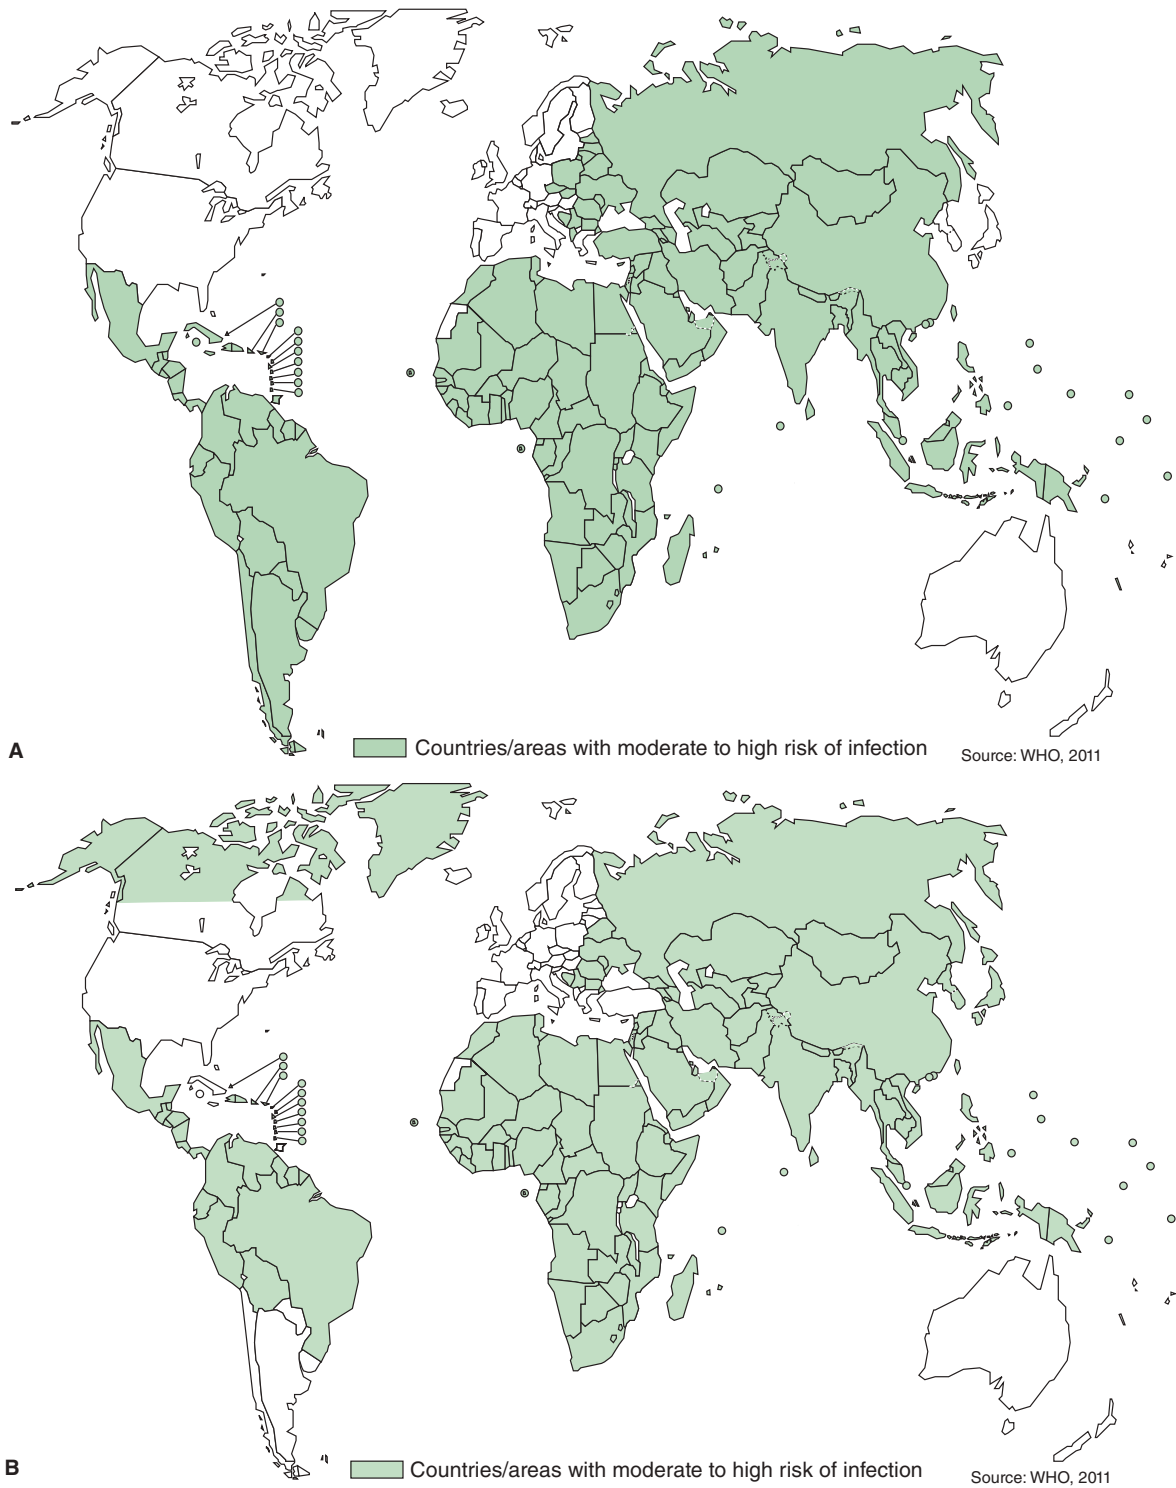 A
Countries/areas with moderate to high risk of infection
Source: WHO, 2011
B
Countries/areas with moderate to high risk of infection
Source: WHO, 2011